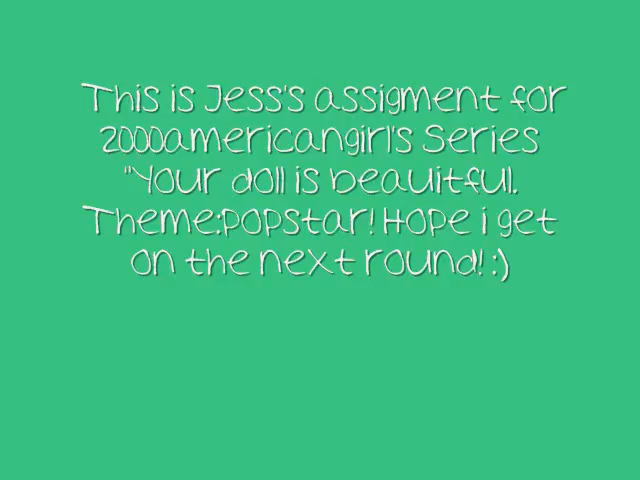 This is Jess's assigment for
2000americangirl's Series
"Your doll is beauitful.
Theme:popstar! Hope i get
on the next round! :)